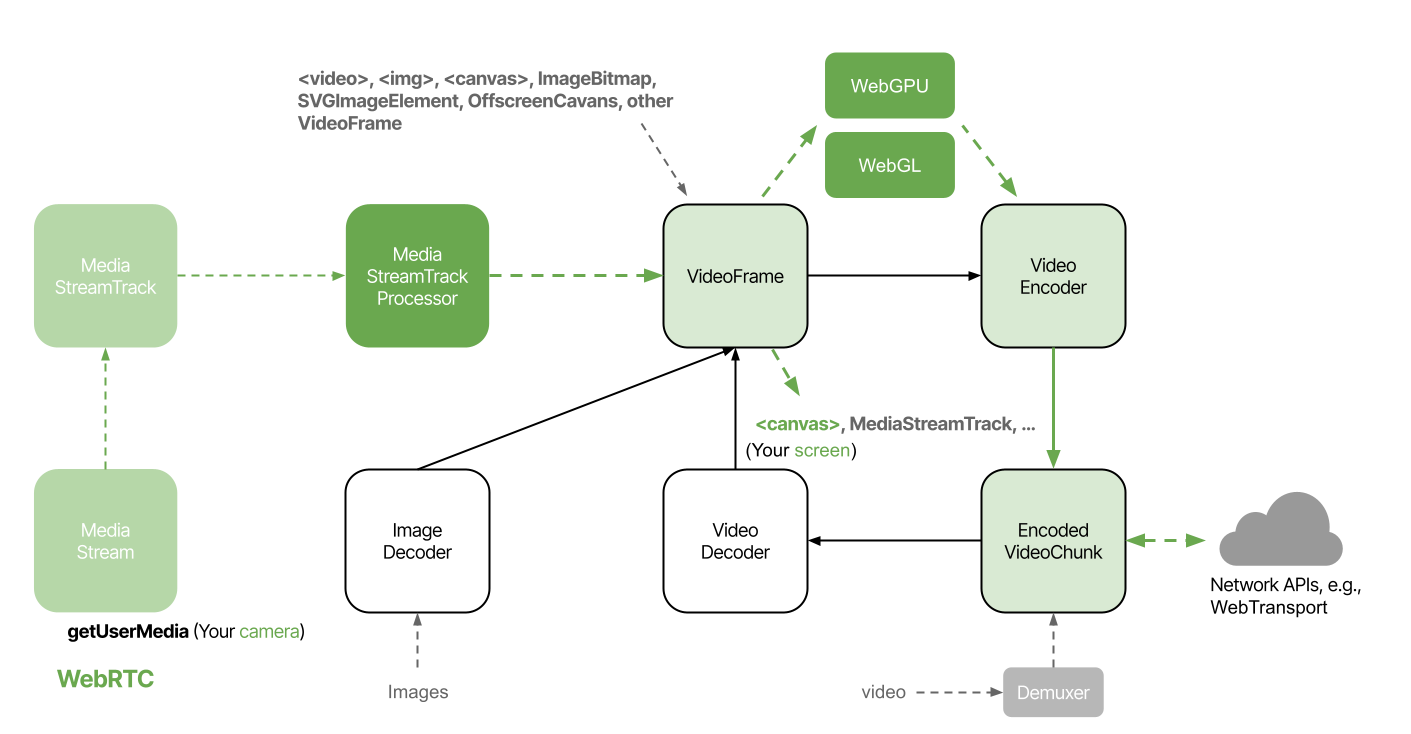 <video>, <img>, <canvas>, ImageBitmap,
SVGImageElement, OffscreenCavans, other
VideoFrame
WebGPU
WebGL
Media
StreamTrack
Media
StreamTrack
Processor
VideoFrame
Video
Encoder
<canvas>, MediaStreamTrack, ...
(Your screen)
Media
Stream
Image
Decoder
Video
Decoder
Encoded
VideoChunk
Network APIs, e.g.,
WebTransport
getUserMedia (Your camera)
WebRTC
Images
video
Demuxer